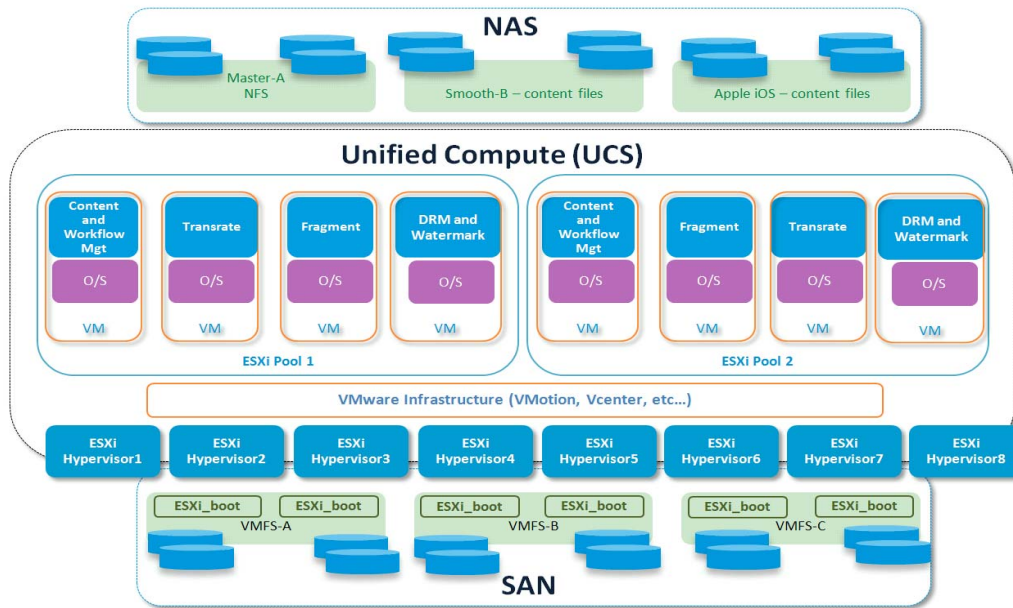 NAS
Master-A
NFS
Smooth-B – content files
Apple iOS – content files
Unified Compute (UCS)
Content
and
Workflow
Mgt
O/S
VM
Transrate
O/S
VM
Fragment
O/S
VM
DRM and
Watermark
O/S
VM
ESXi Pool 1
Content
and
Workflow
Mgt
O/S
VM
Fragment
O/S
VM
Transrate
O/S
VM
DRM and
Watermark
O/S
VM
ESXi Pool 2
VMware Infrastructure (VMotion, Vcenter, etc...)
ESXi
Hypervisor1
ESXi
Hypervisor2
ESXi
Hypervisor3
ESXi
Hypervisor4
ESXi
Hypervisor5
ESXi
Hypervisor6
ESXi
Hypervisor7
ESXi
Hypervisor8
ESXi_boot
ESXi_boot
VMFS-A
ESXi_boot
ESXi_boot
VMFS-B
ESXi_boot
ESXi_boot
VMFS-C
SAN